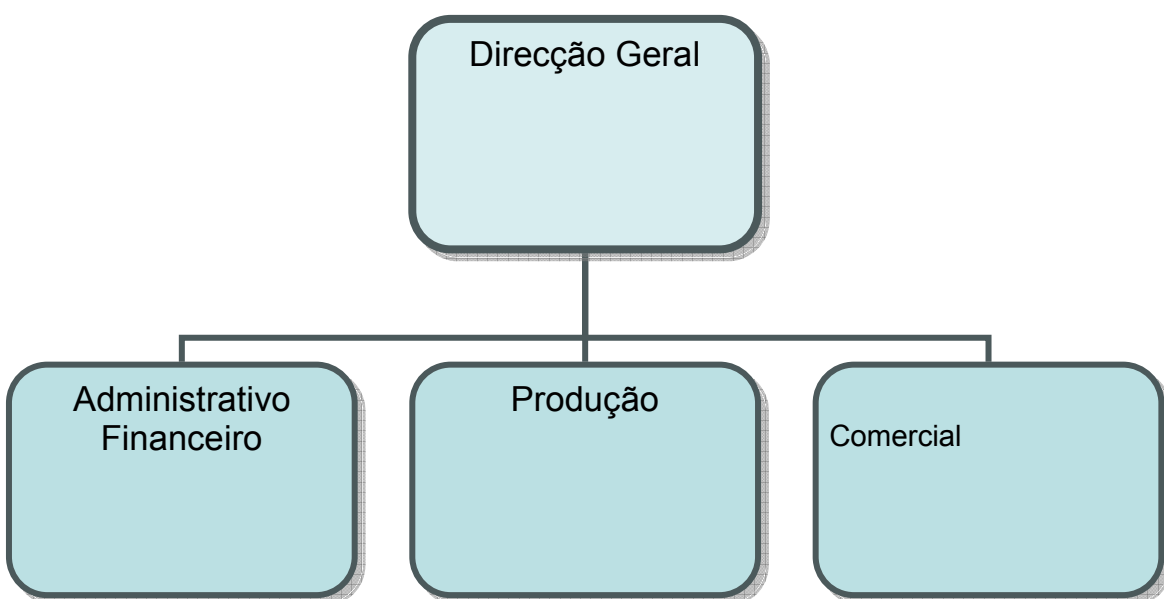 Direcção Geral
Administrativo
Financeiro
Produção
Comercial